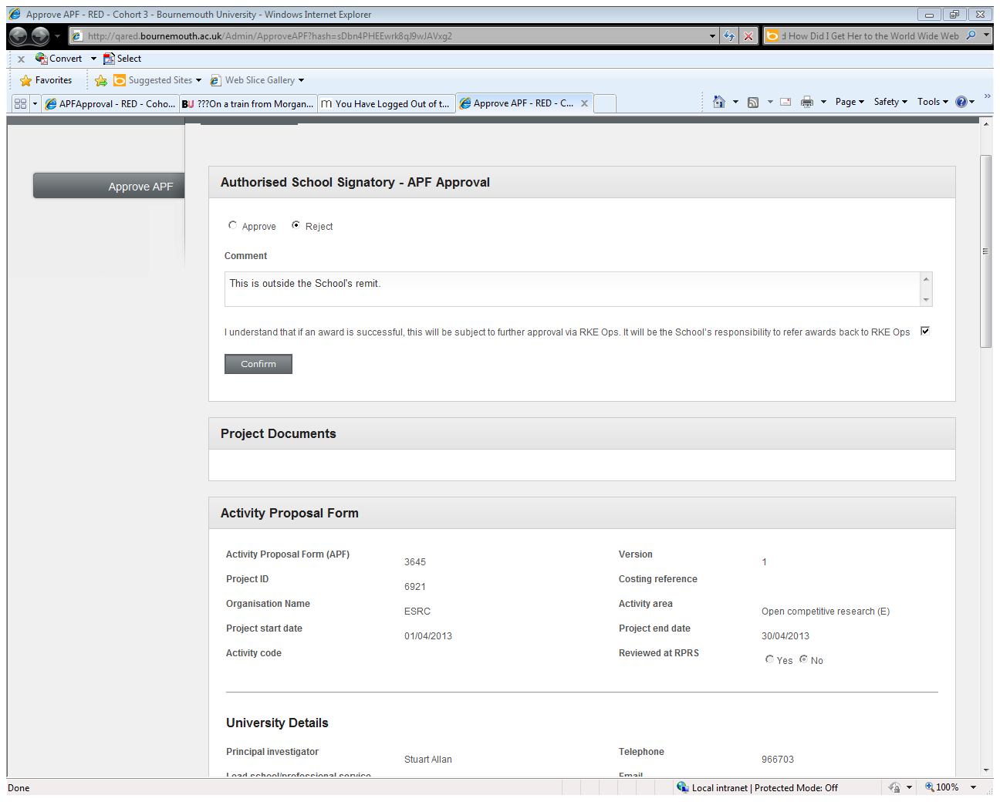 Approve APF - RED - Cohort 3 - Bournemouth University - Windows Internet Explorer
http://qared.bournemouth.ac.uk/Admin/ApproveAPF?hash=sDbn4PHEEwrk8qJ9wJAVxg2
d How Did I Get Her to the World Wide Web
x Convert Select
Favorites Suggested Sites Web Slice Gallery
APFApproval - RED - Coho... BU ???On a train from Morgan... m You Have Logged Out of t... Approve APF - RED - C... x Page Safety Tools »
Approve APF
Authorised School Signatory - APF Approval
Approve Reject
Comment
This is outside the School's remit.
I understand that if an award is successful, this will be subject to further approval via RKE Ops. It will be the School's responsibility to refer awards back to RKE Ops
Confirm
Project Documents
Activity Proposal Form
Activity Proposal Form (APF) 3645 Version 1
Project ID 6921 Costing reference
Organisation Name ESRC Activity area Open competitive research (E)
Project start date 01/04/2013 Project end date 30/04/2013
Activity code Reviewed at RPRS Yes No
University Details
Principal investigator Stuart Allan Telephone 966703
Lead school/professional service Email
Done Local intranet | Protected Mode: Off 100%